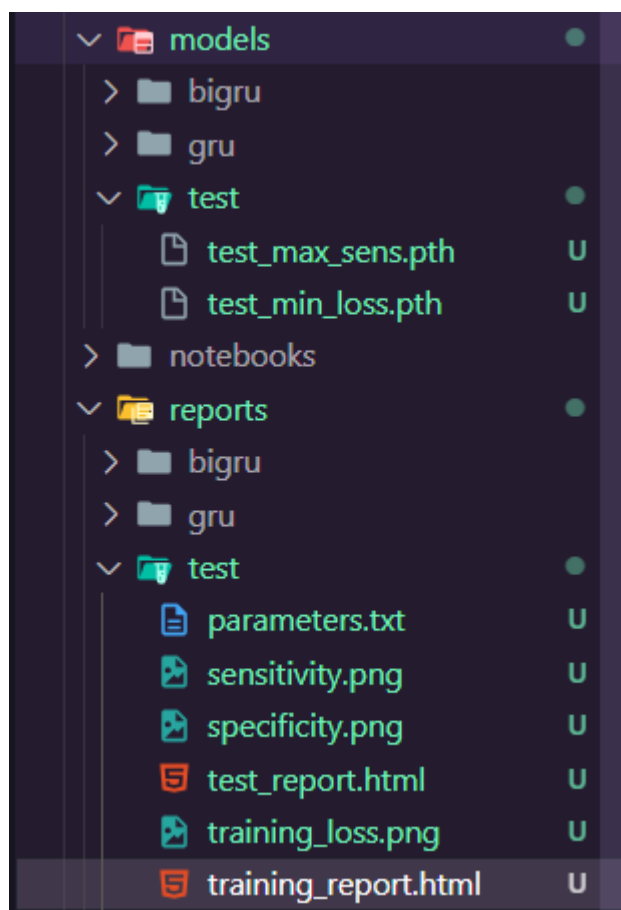 models
bigru
gru
test
test_max_sens.pth U
test_min_loss.pth U
notebooks
reports
bigru
gru
test
parameters.txt U
sensitivity.png U
specificity.png U
test_report.html U
training_loss.png U
training_report.html U